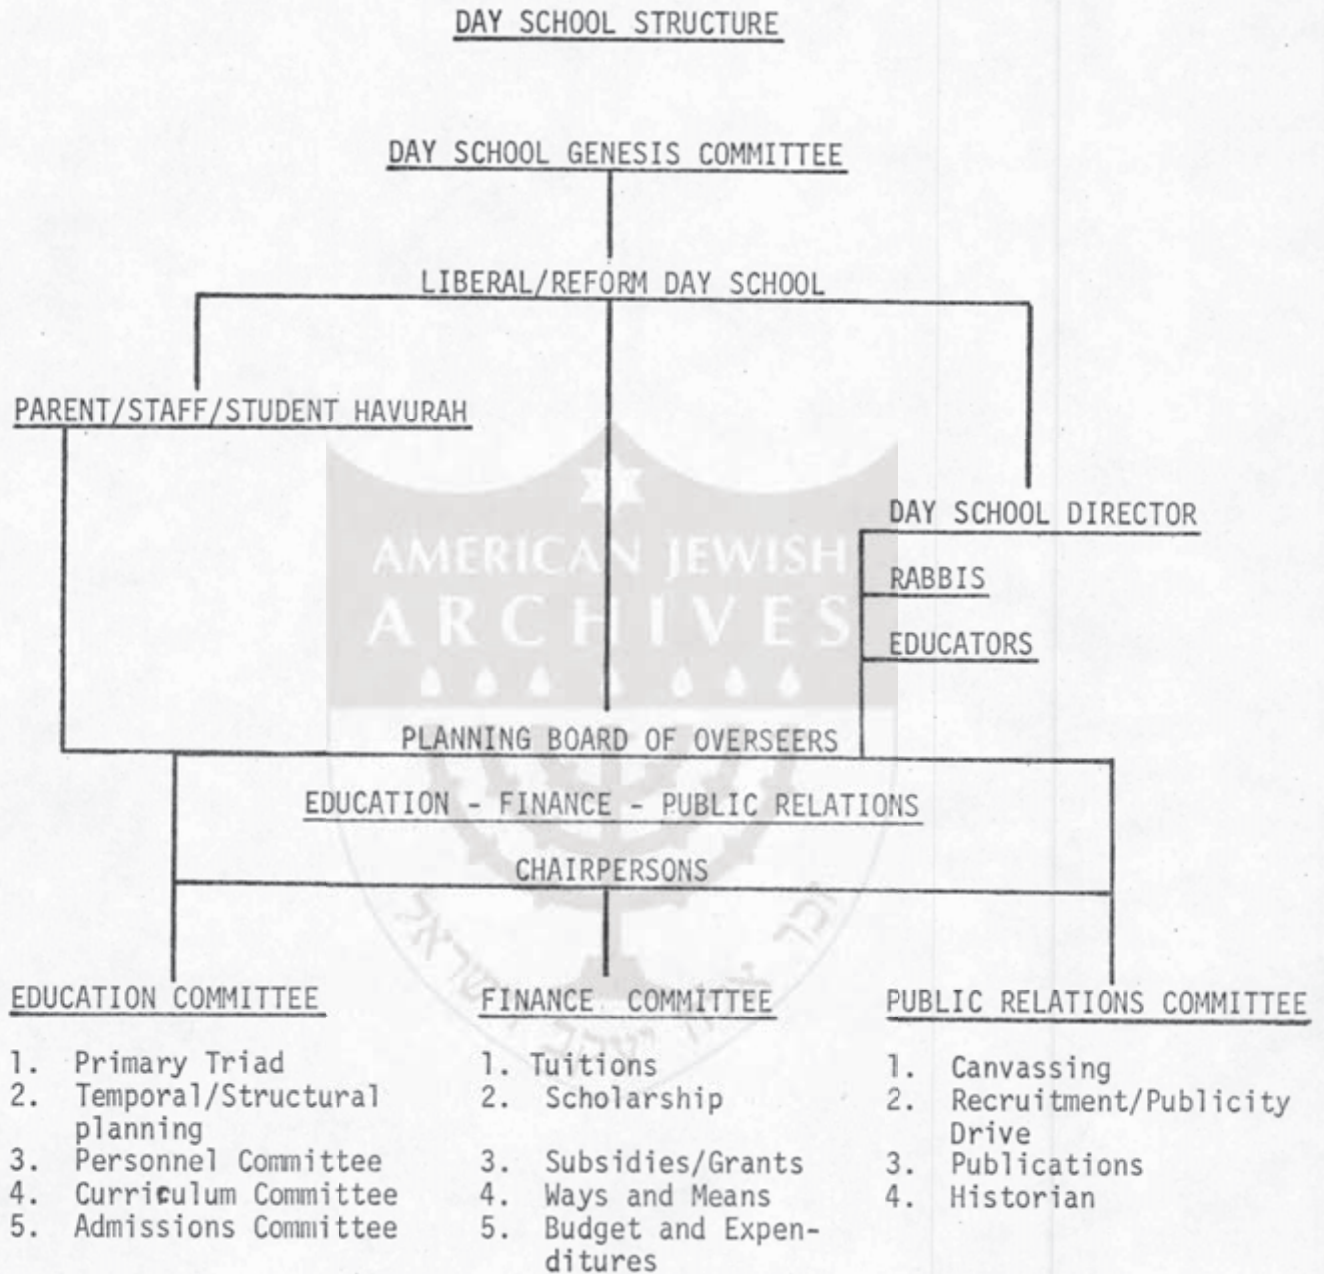 DAY SCHOOL STRUCTURE
DAY SCHOOL GENESIS COMMITTEE
LIBERAL/REFORM DAY SCHOOL
PARENT/STAFF/STUDENT HAVURAH
DAY SCHOOL DIRECTOR
RABBIS
EDUCATORS
AMERICAN JEWISH
ARCHIVES
PLANNING BOARD OF OVERSEERS
EDUCATION - FINANCE - PUBLIC RELATIONS
CHAIRPERSONS
EDUCATION COMMITTEE
1. Primary Triad
2. Temporal/Structural
planning
3. Personnel Committee
4. Curriculum Committee
5. Admissions Committee
FINANCE COMMITTEE
1. Tuitions
2. Scholarship
3. Subsidies/Grants
4. Ways and Means
5. Budget and Expen-
ditures
PUBLIC RELATIONS COMMITTEE
1. Canvassing
2. Recruitment/Publicity
Drive
3. Publications
4. Historian